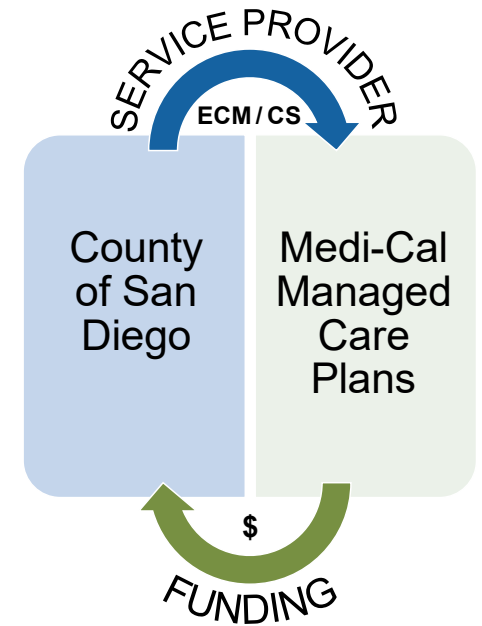 SERVICE PROVIDER
ECM / CS
County
of San
Diego
Medi-Cal
Managed
Care
Plans
$
FUNDING